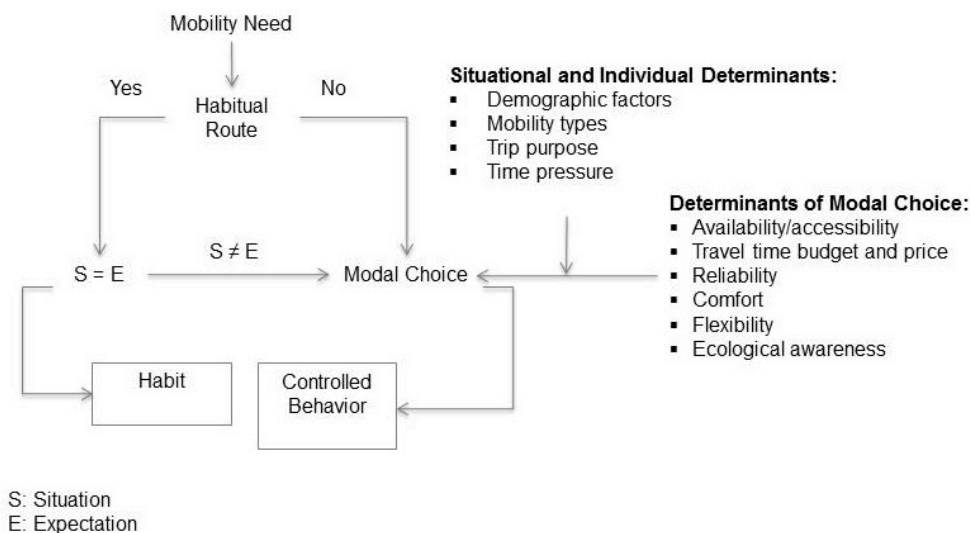 Mobility Need
Yes
No
Habitual
Route
Situational and Individual Determinants:
▪ Demographic factors
▪ Mobility types
▪ Trip purpose
▪ Time pressure
Determinants of Modal Choice:
▪ Availability/accessibility
▪ Travel time budget and price
▪ Reliability
▪ Comfort
▪ Flexibility
▪ Ecological awareness
S = E
S ≠ E
Modal Choice
Habit
Controlled
Behavior
S: Situation
E: Expectation